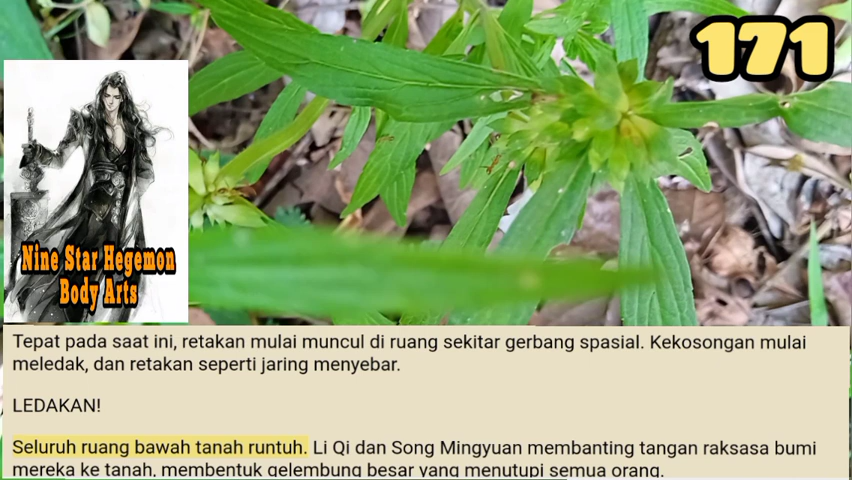 171
Nine Star Hegemon
Body Arts
Tepat pada saat ini, retakan mulai muncul di ruang sekitar gerbang spasial. Kekosongan mulai
meledak, dan retakan seperti jaring menyebar.
LEDAKAN!
Seluruh ruang bawah tanah runtuh. Li Qi dan Song Mingyuan membanting tangan raksasa bumi
mereka ke tanah, membentuk gelembung besar yang menutupi semua orang.